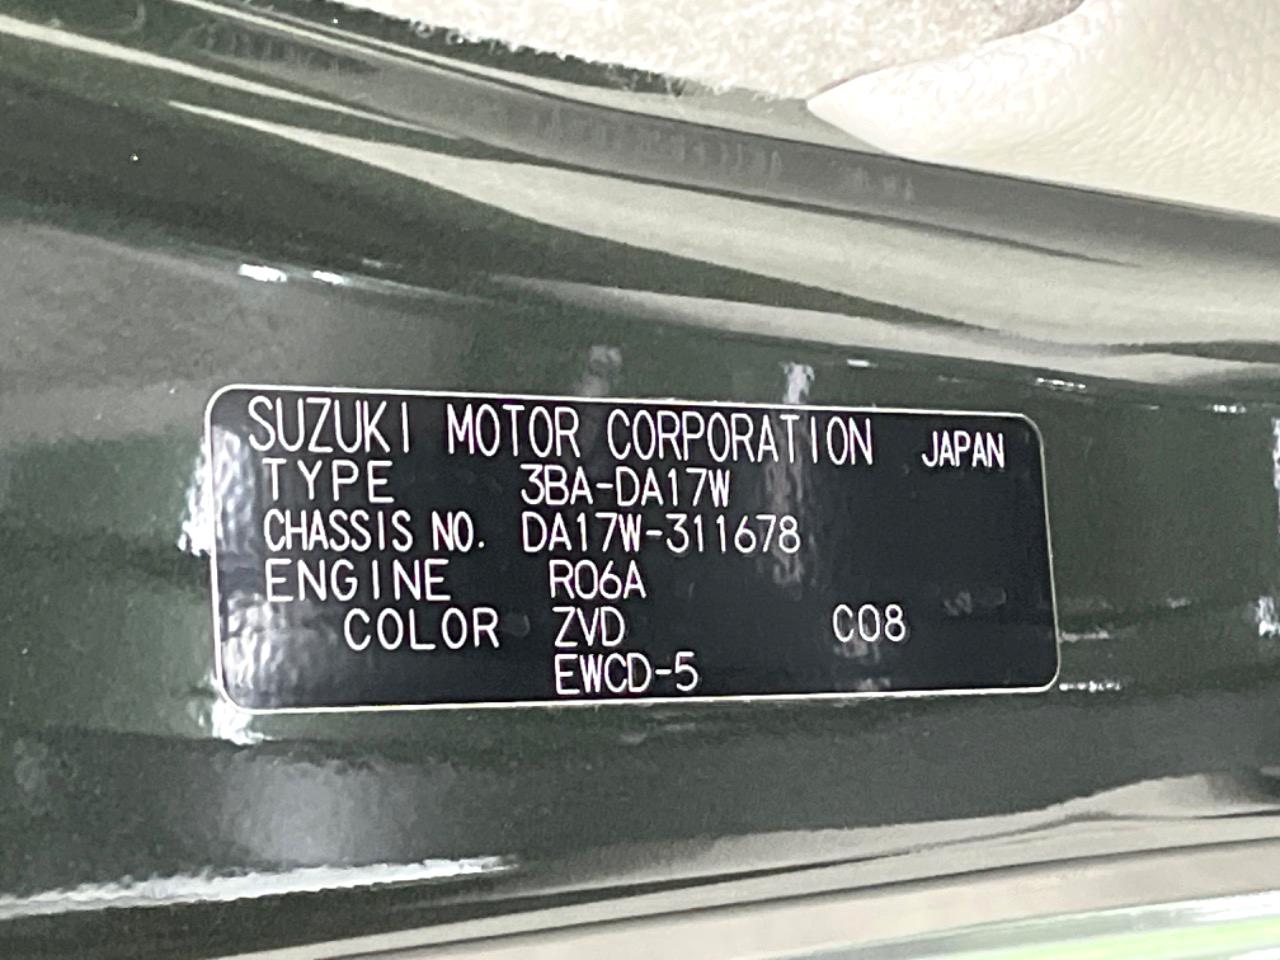 SUZUKI MOTOR CORPORATION JAPAN
TYPE 3BA-DA17W
CHASSIS NO. DA17W-311678
ENGINE R06A
COLOR ZVD C08
EWCD-5